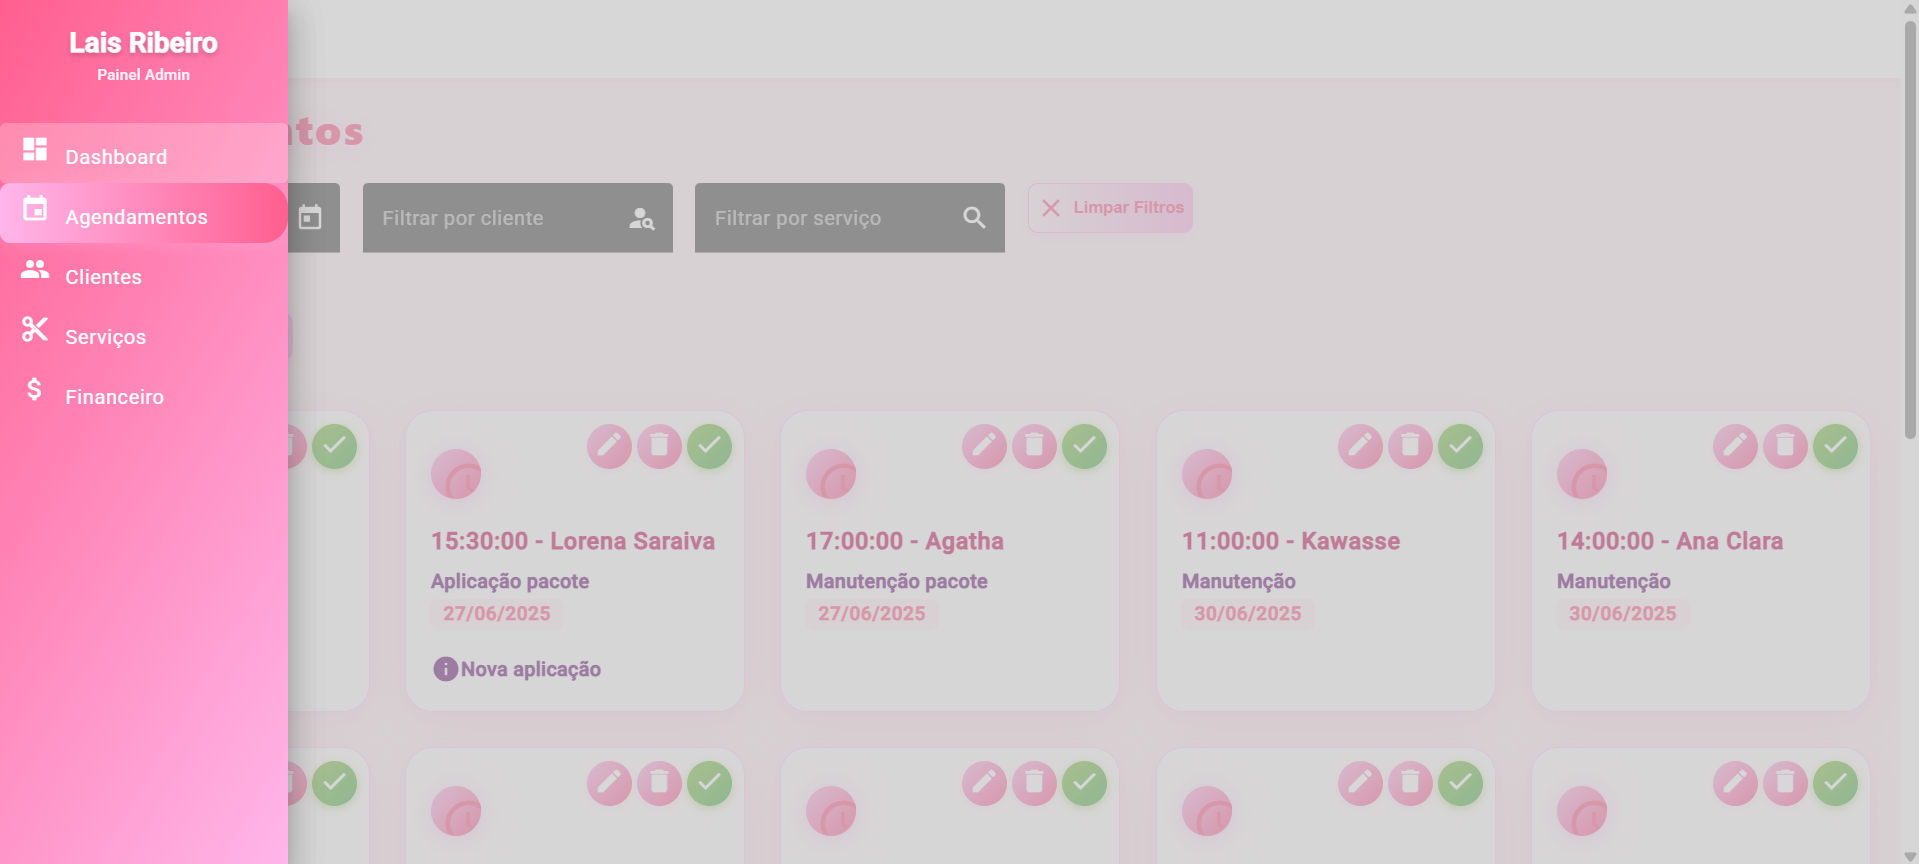 Lais Ribeiro
Painel Admin
Dashboard
Agendamentos
Clientes
Serviços
Financeiro
ntos
Filtrar por cliente
Filtrar por serviço
Limpar Filtros
15:30:00 - Lorena Saraiva
Aplicação pacote
27/06/2025
Nova aplicação
17:00:00 - Agatha
Manutenção pacote
27/06/2025
11:00:00 - Kawasse
Manutenção
30/06/2025
14:00:00 - Ana Clara
Manutenção
30/06/2025